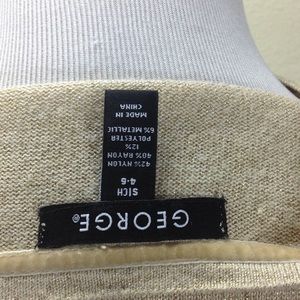 GEORGE®
S|CH
4-6
42% NYLON
40% RAYON
12%
POLYESTER
6% METALLIC
MADE IN
CHINA